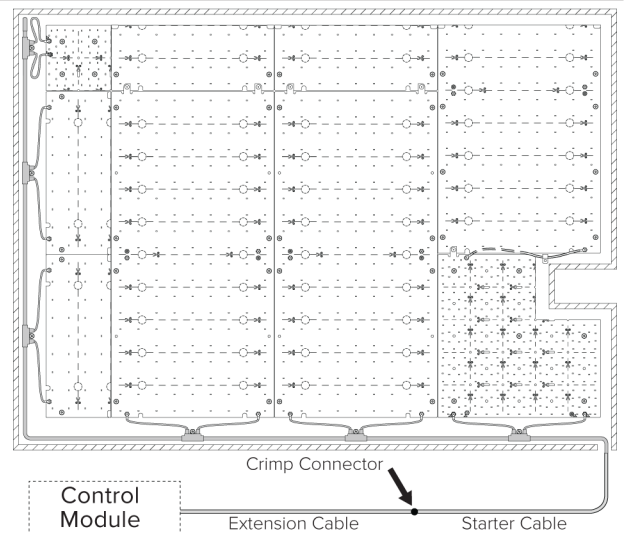 Crimp Connector
Control
Module
Extension Cable
Starter Cable